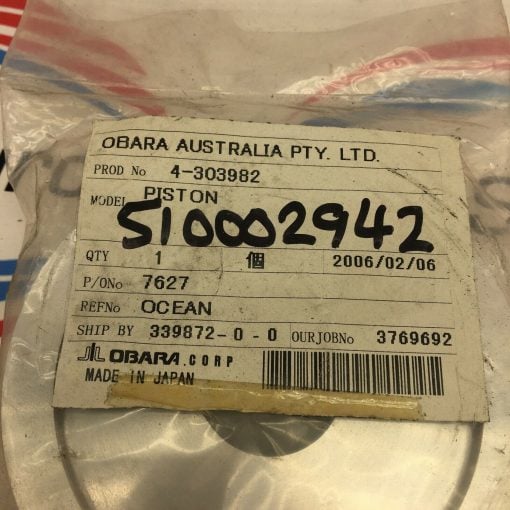 OBARA AUSTRALIA PTY. LTD.
PROD No 4-303982
MODEL PISTON
5100002942
QTY 1 個 2006/02/06
P/ONo 7627
REFNo OCEAN
SHIP BY 339872-0-0 OURJOBNo 3769692
OBARA.CORP
MADE IN JAPAN